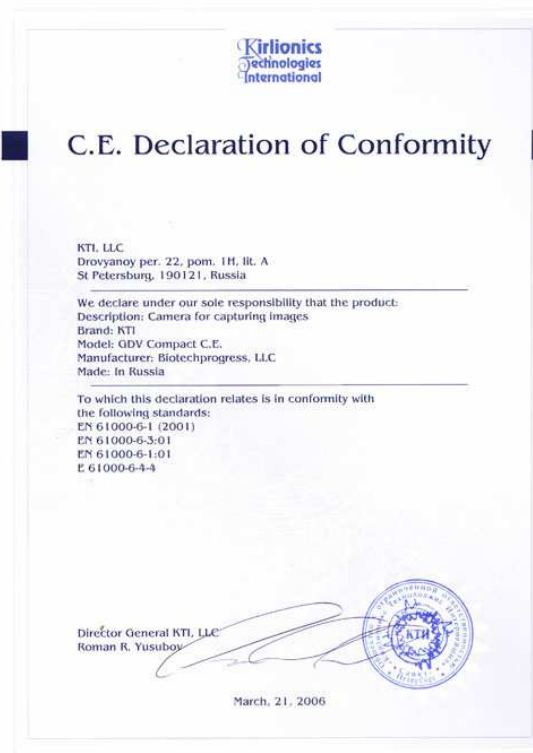 Kirlionics
Technologies
International
C.E. Declaration of Conformity
KTI, LLC
Drovyanoy per. 22, pom. 1H, lit. A
St Petersburg, 190121, Russia
We declare under our sole responsibility that the product:
Description: Camera for capturing images
Brand: KTI
Model: GDV Compact C.E.
Manufacturer: Biotechprogress, LLC
Made: In Russia
To which this declaration relates is in conformity with
the following standards:
EN 61000-6-1 (2001)
EN 61000-6-3:01
EN 61000-6-1:01
E 61000-6-4-4
Director General KTI, LLC
Roman R. Yusubov
КТИ
Санкт-
Петербург
March, 21, 2006